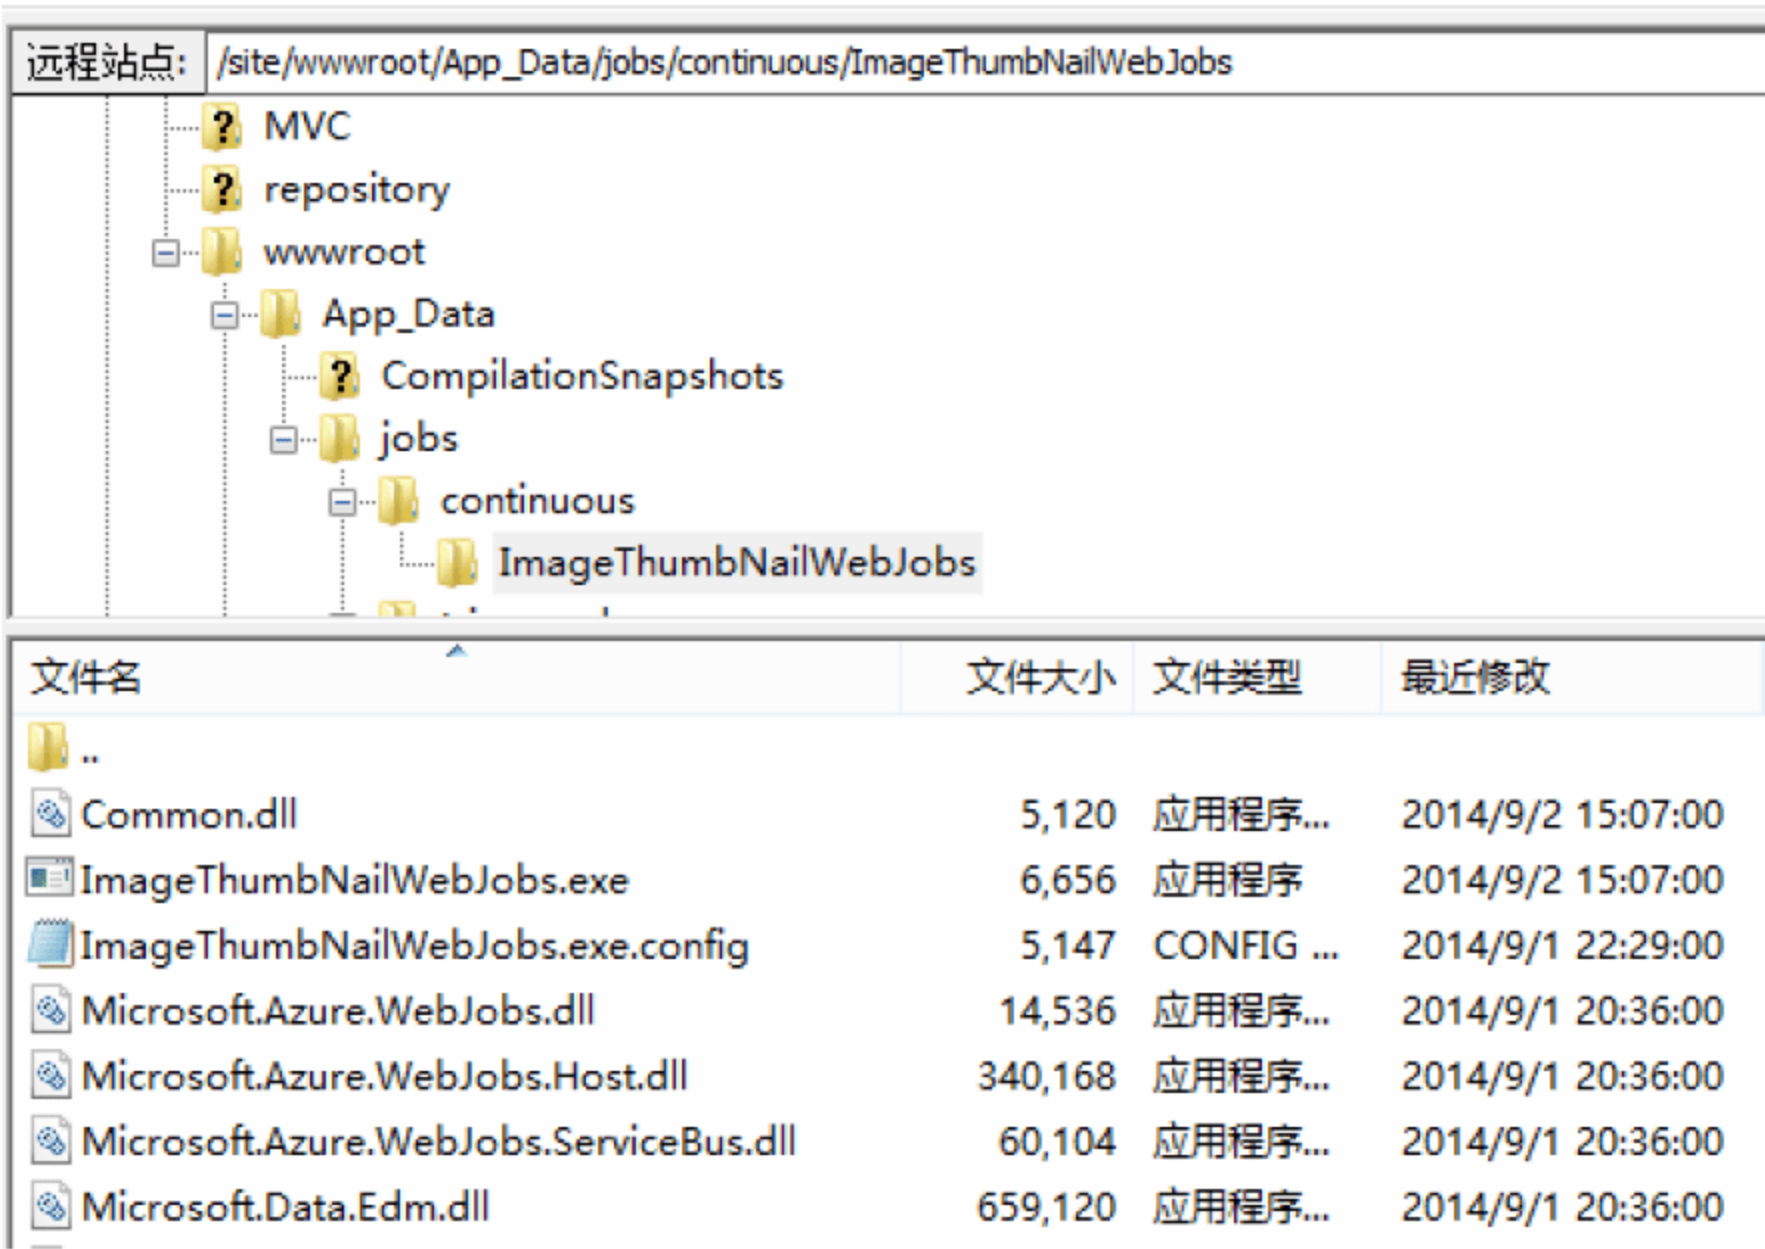 远程站点: /site/wwwroot/App_Data/jobs/continuous/ImageThumbNailWebJobs
MVC
repository
wwwroot
App_Data
CompilationSnapshots
jobs
continuous
ImageThumbNailWebJobs
文件名 文件大小 文件类型 最近修改
..
Common.dll 5,120 应用程序... 2014/9/2 15:07:00
ImageThumbNailWebJobs.exe 6,656 应用程序 2014/9/2 15:07:00
ImageThumbNailWebJobs.exe.config 5,147 CONFIG ... 2014/9/1 22:29:00
Microsoft.Azure.WebJobs.dll 14,536 应用程序... 2014/9/1 20:36:00
Microsoft.Azure.WebJobs.Host.dll 340,168 应用程序... 2014/9/1 20:36:00
Microsoft.Azure.WebJobs.ServiceBus.dll 60,104 应用程序... 2014/9/1 20:36:00
Microsoft.Data.Edm.dll 659,120 应用程序... 2014/9/1 20:36:00